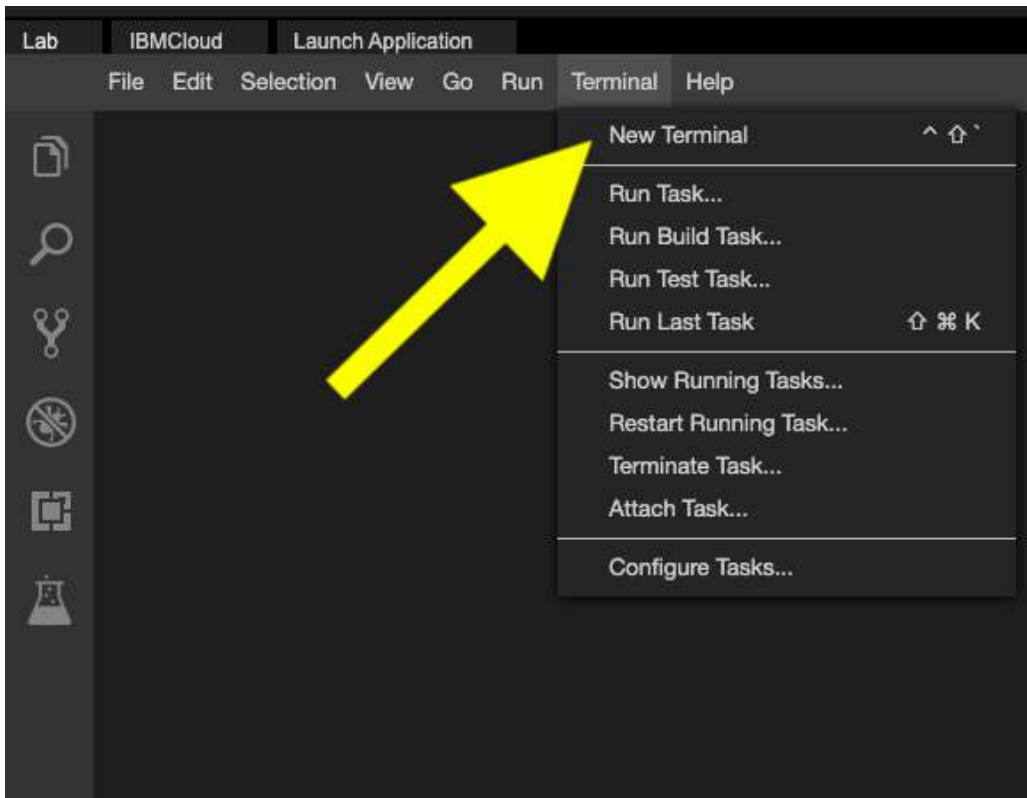 Lab IBMCloud Launch Application
File Edit Selection View Go Run Terminal Help
New Terminal ^ ⇧ `
Run Task...
Run Build Task...
Run Test Task...
Run Last Task ⇧ ⌘ K
Show Running Tasks...
Restart Running Task...
Terminate Task...
Attach Task...
Configure Tasks...